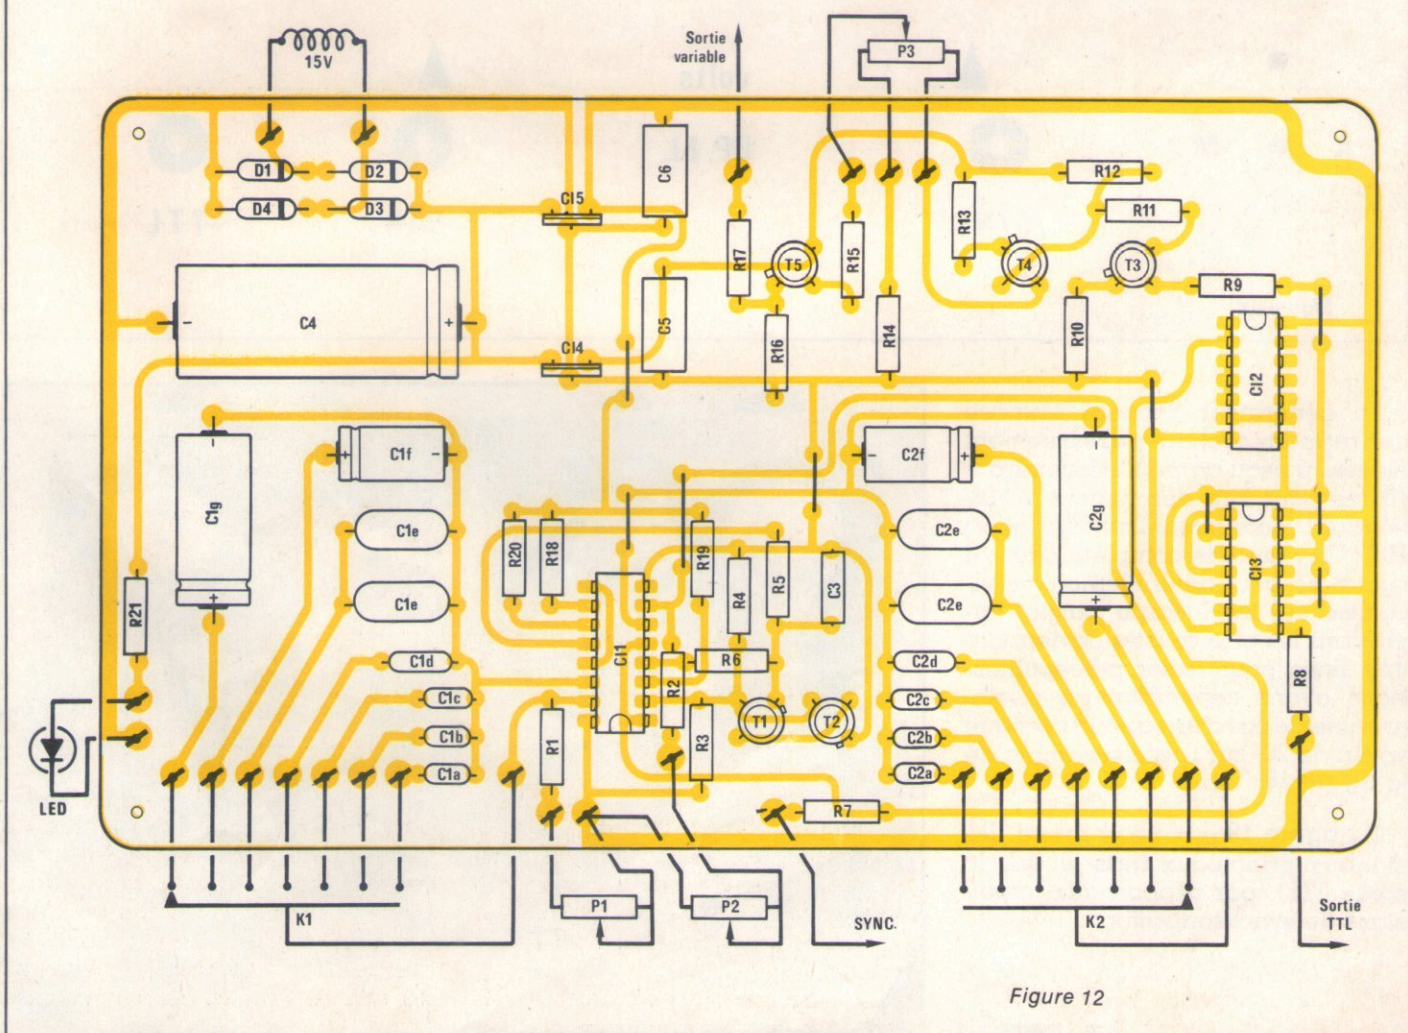 15V
Sortie
variable
P3
D1
D2
D4
D3
CI5
C6
R17
T5
R15
R13
R12
R11
T4
T3
R9
C4
- +
CI4
C5
R16
R14
R10
CI2
C1g
- +
C1f
+ -
C1e
C1e
C1d
C1c
C1b
C1a
R21
LED
R20
R18
R19
R4
R5
C3
CI1
R6
R2
R3
R1
T1
T2
R7
C2f
- +
C2g
- +
C2e
C2e
C2d
C2c
C2b
C2a
CI3
R8
K1
P1
P2
SYNC.
K2
Sortie
TTL
Figure 12